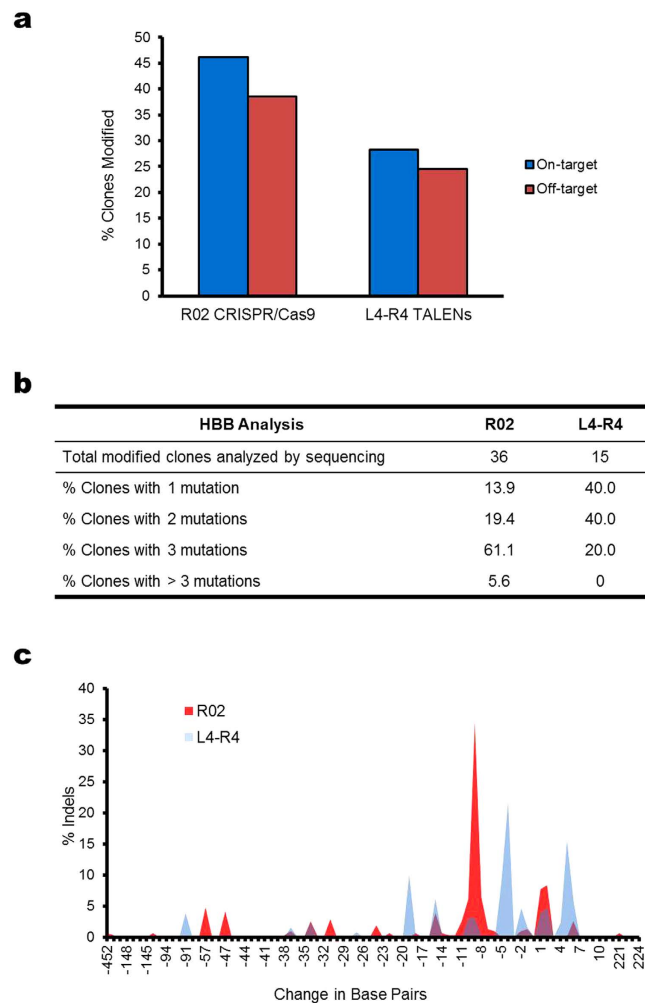 a
50
45
40
35
30
25
20
15
10
5
0
% Clones Modified
R02 CRISPR/Cas9
L4-R4 TALENs
On-target
Off-target
b
HBB Analysis R02 L4-R4
Total modified clones analyzed by sequencing 36 15
% Clones with 1 mutation 13.9 40.0
% Clones with 2 mutations 19.4 40.0
% Clones with 3 mutations 61.1 20.0
% Clones with > 3 mutations 5.6 0
c
40
35
30
25
20
15
10
5
0
% Indels
R02
L4-R4
-452 -148 -145 -94 -91 -57 -47 -44 -41 -38 -35 -32 -29 -26 -23 -20 -17 -14 -11 -8 -5 -2 1 4 7 10 221 224
Change in Base Pairs